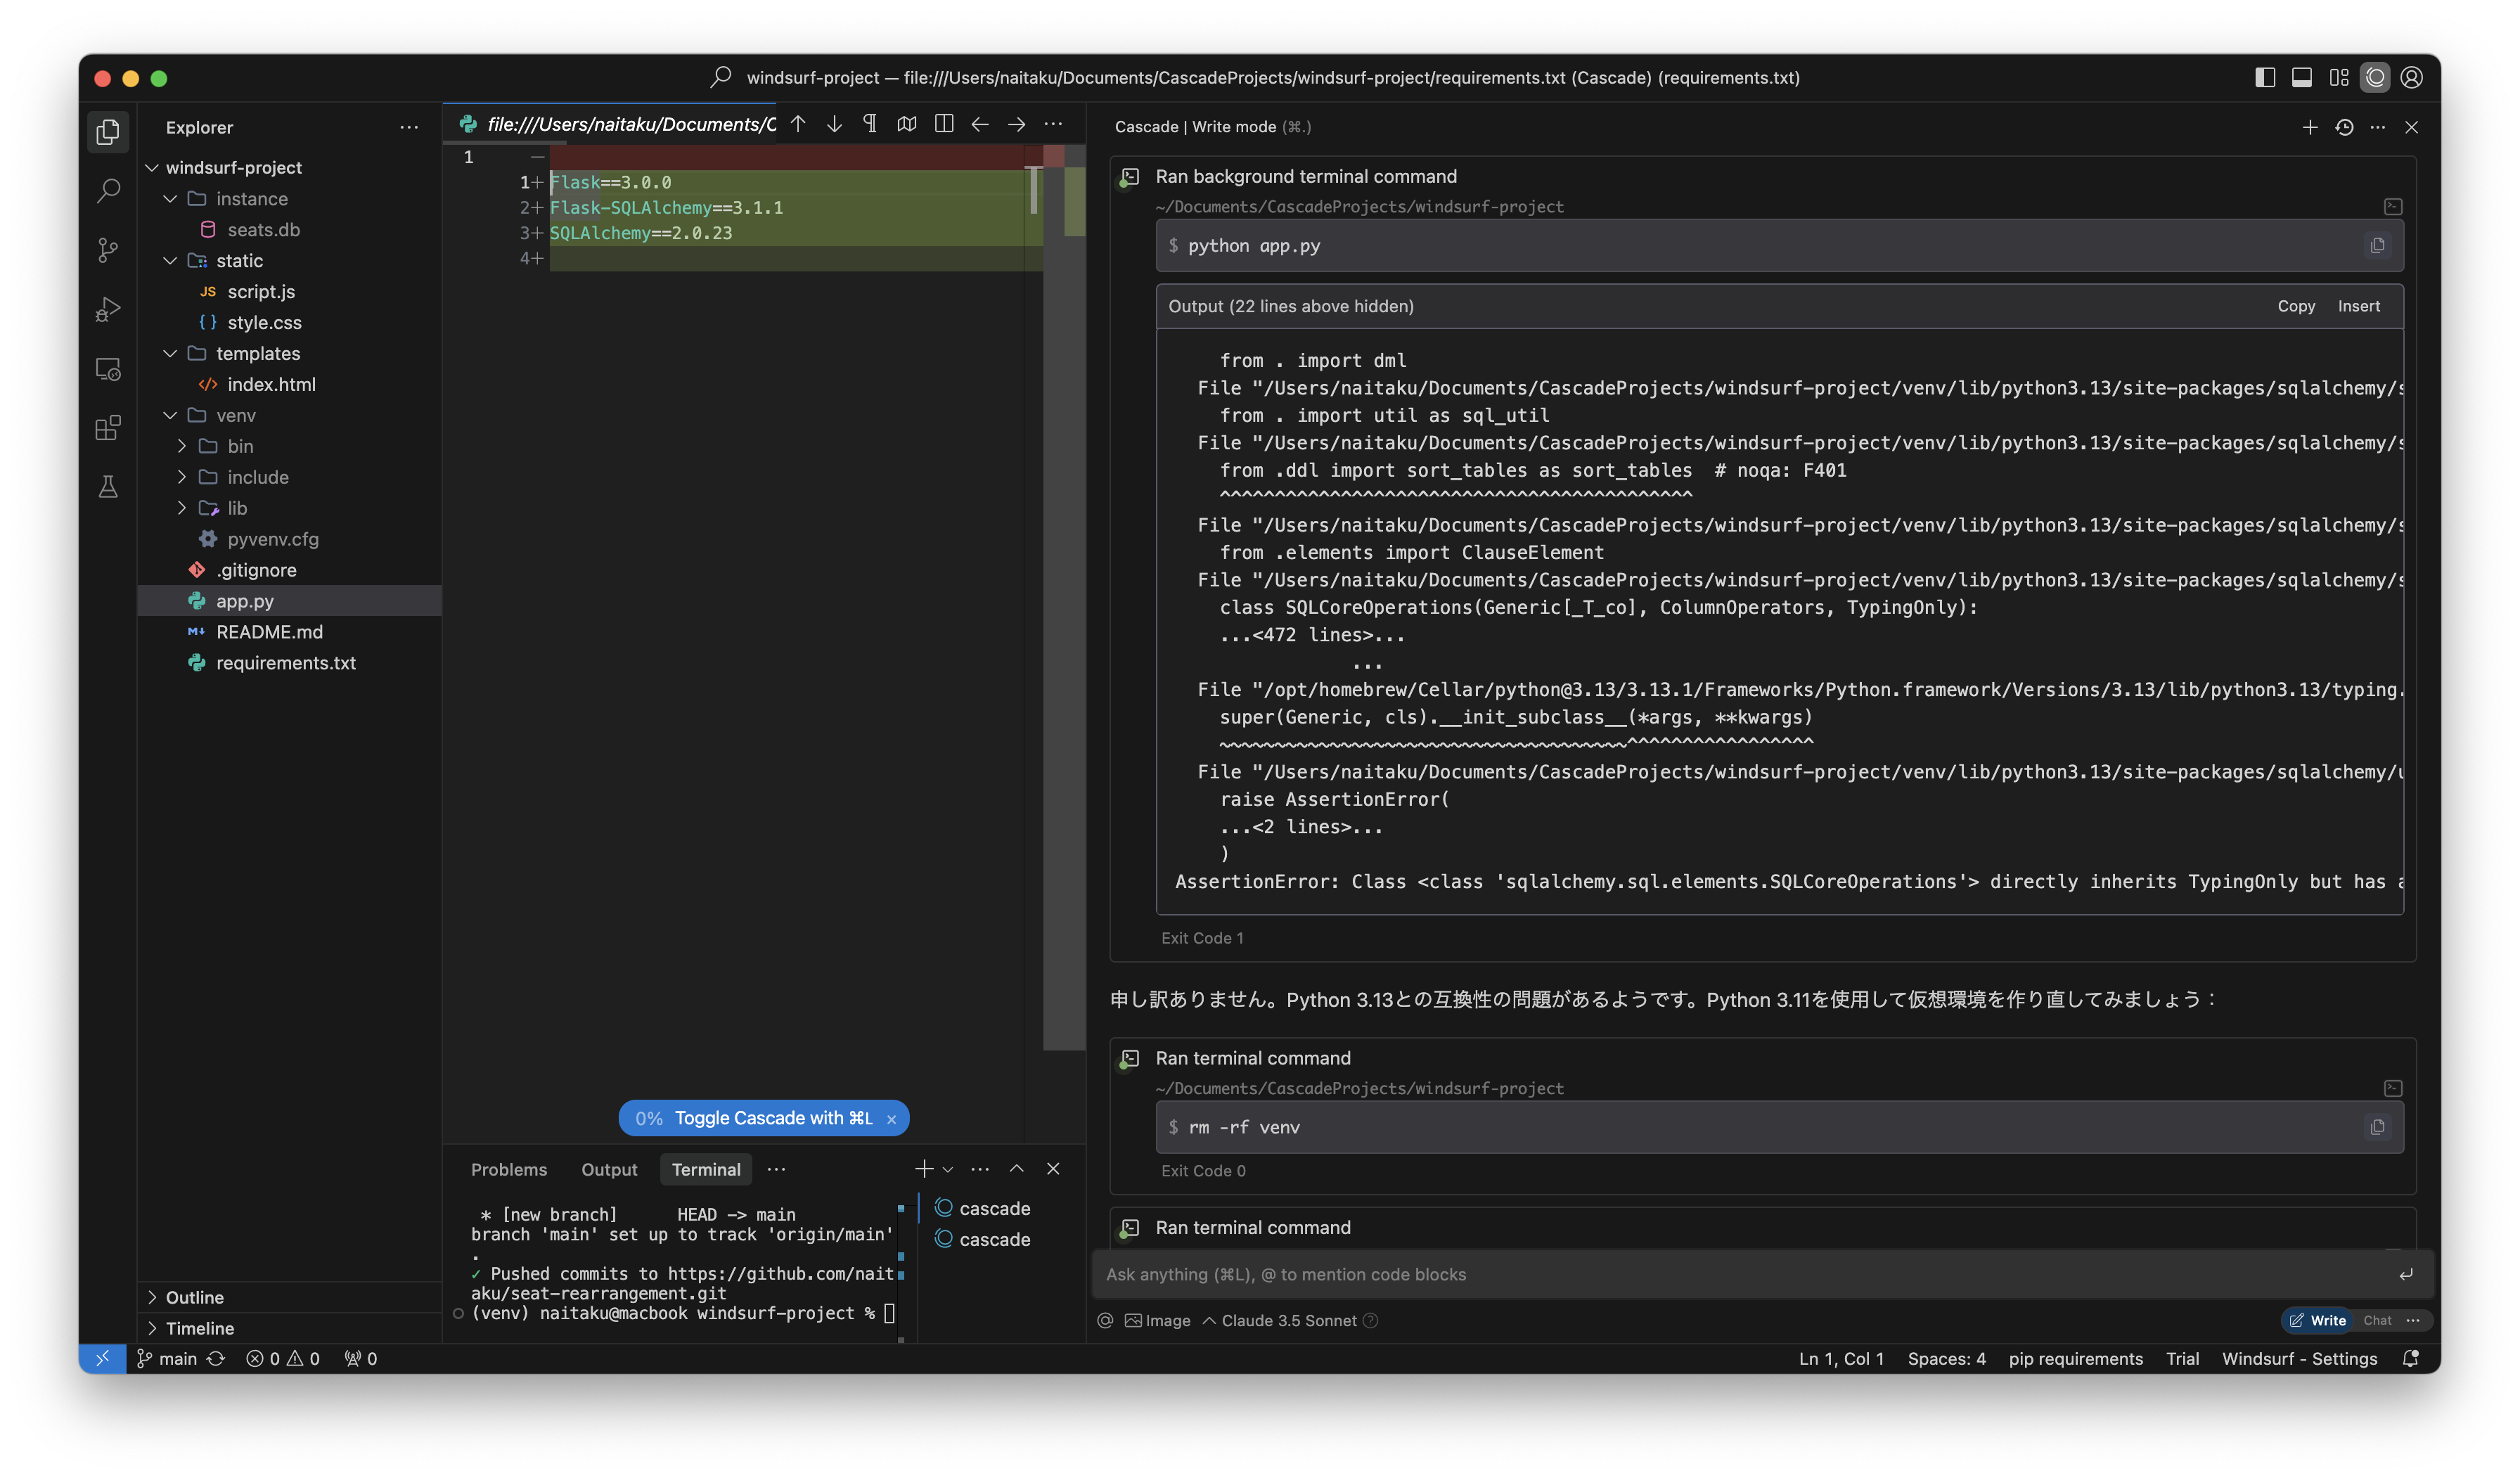 windsurf-project — file:///Users/naitaku/Documents/CascadeProjects/windsurf-project/requirements.txt (Cascade) (requirements.txt)
Explorer
windsurf-project
instance
seats.db
static
JS script.js
{ } style.css
templates
</> index.html
venv
bin
include
lib
pyvenv.cfg
.gitignore
app.py
README.md
requirements.txt
Outline
Timeline
file:///Users/naitaku/Documents/C
1 —
1+ Flask==3.0.0
2+ Flask-SQLAlchemy==3.1.1
3+ SQLAlchemy==2.0.23
4+
0% Toggle Cascade with ⌘L ×
Problems Output Terminal ···
* [new branch]      HEAD -> main
branch 'main' set up to track 'origin/main'
.
✓ Pushed commits to https://github.com/nait
aku/seat-rearrangement.git
(venv) naitaku@macbook windsurf-project %
cascade
cascade
Cascade | Write mode (⌘.)
Ran background terminal command
~/Documents/CascadeProjects/windsurf-project
$ python app.py
Output (22 lines above hidden) Copy Insert
from . import dml
File "/Users/naitaku/Documents/CascadeProjects/windsurf-project/venv/lib/python3.13/site-packages/sqlalchemy/s
from . import util as sql_util
File "/Users/naitaku/Documents/CascadeProjects/windsurf-project/venv/lib/python3.13/site-packages/sqlalchemy/s
from .ddl import sort_tables as sort_tables  # noqa: F401
^^^^^^^^^^^^^^^^^^^^^^^^^^^^^^^^^^^^^^^^^^^
File "/Users/naitaku/Documents/CascadeProjects/windsurf-project/venv/lib/python3.13/site-packages/sqlalchemy/s
from .elements import ClauseElement
File "/Users/naitaku/Documents/CascadeProjects/windsurf-project/venv/lib/python3.13/site-packages/sqlalchemy/s
class SQLCoreOperations(Generic[_T_co], ColumnOperators, TypingOnly):
...<472 lines>...
...
File "/opt/homebrew/Cellar/python@3.13/3.13.1/Frameworks/Python.framework/Versions/3.13/lib/python3.13/typing.
super(Generic, cls).__init_subclass__(*args, **kwargs)
~~~~~~~~~~~~~~~~~~~~~~~~~~~~~~~~~~~~~^^^^^^^^^^^^^^^^^
File "/Users/naitaku/Documents/CascadeProjects/windsurf-project/venv/lib/python3.13/site-packages/sqlalchemy/u
raise AssertionError(
...<2 lines>...
)
AssertionError: Class <class 'sqlalchemy.sql.elements.SQLCoreOperations'> directly inherits TypingOnly but has a
Exit Code 1
申し訳ありません。Python 3.13との互換性の問題があるようです。Python 3.11を使用して仮想環境を作り直してみましょう：
Ran terminal command
~/Documents/CascadeProjects/windsurf-project
$ rm -rf venv
Exit Code 0
Ran terminal command
Ask anything (⌘L), @ to mention code blocks
@ Image Claude 3.5 Sonnet
Write Chat ···
main 0 0 0
Ln 1, Col 1 Spaces: 4 pip requirements Trial Windsurf - Settings